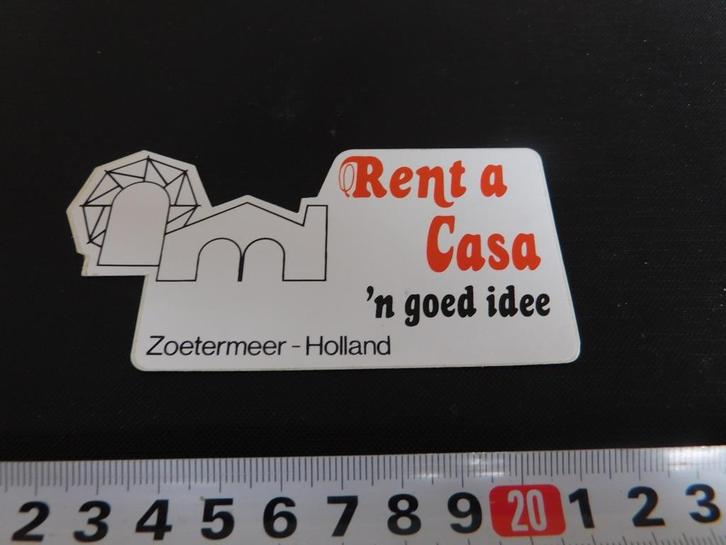 Rent a
Casa
'n goed idee
Zoetermeer - Holland
2 3 4 5 6 7 8 9 20 1 2 3